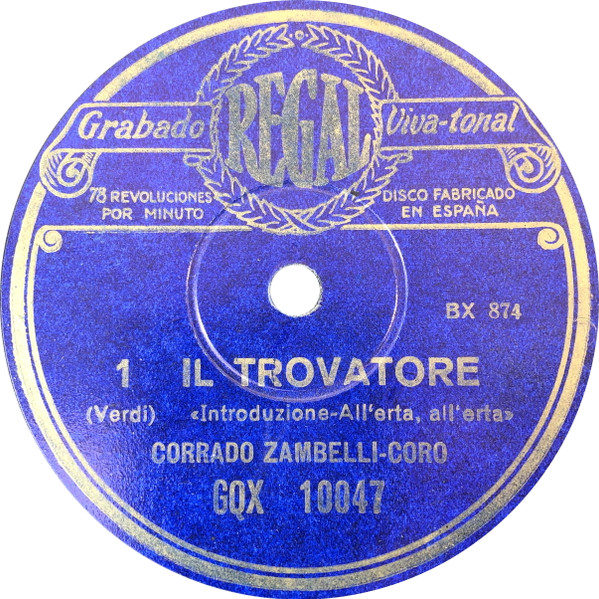 REGAL
Grabado Viva-tonal
78 REVOLUCIONES
POR MINUTO
DISCO FABRICADO
EN ESPAÑA
BX 874
1 IL TROVATORE
(Verdi) «Introduzione-All'erta, all'erta»
CORRADO ZAMBELLI-CORO
GQX 10047